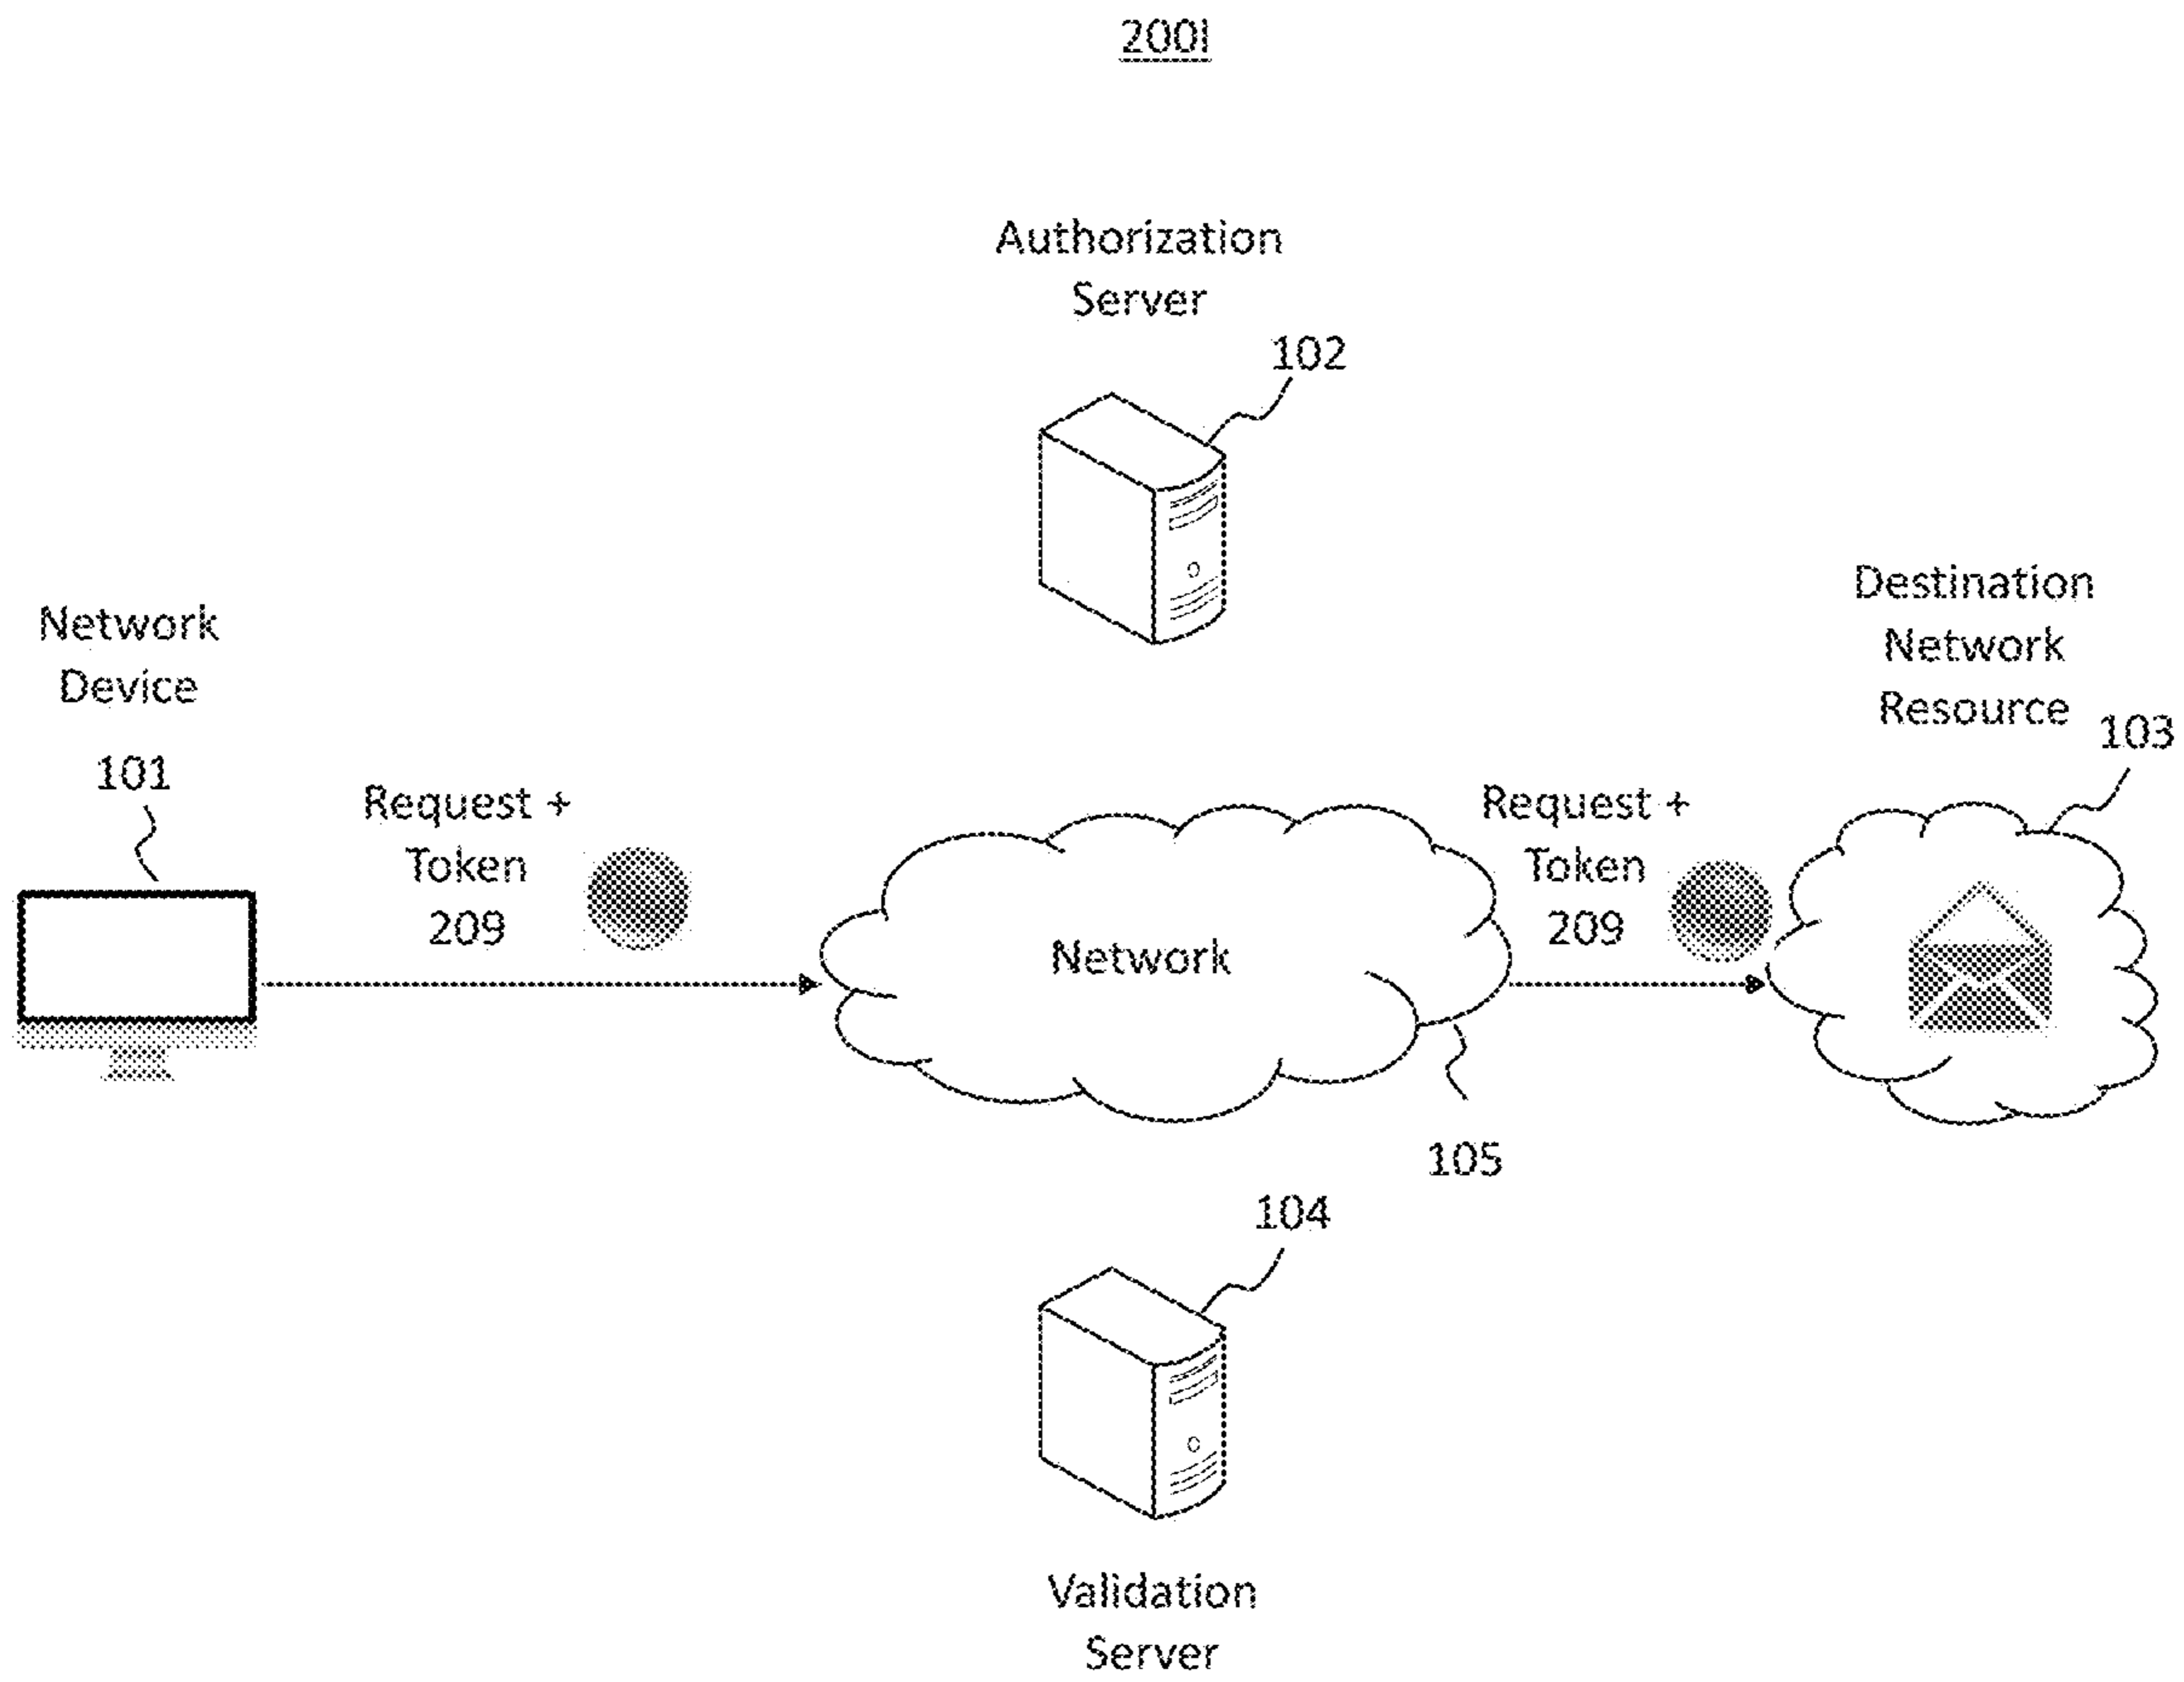 200I
Authorization
Server
102
Network
Device
101
Request +
Token
209
Network
Request +
Token
209
Destination
Network
Resource
103
105
104
Validation
Server